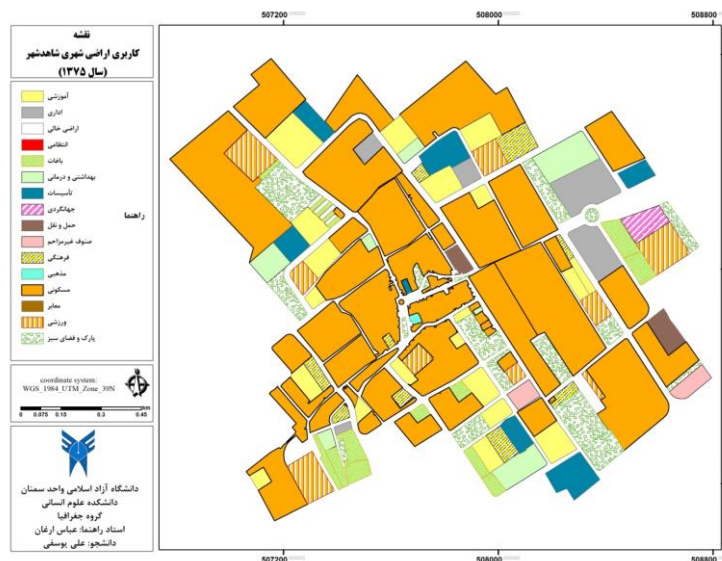 507200
508000
508800
نقشه
کاربری اراضی شهری شاهدشهر
(سال ۱۳۷۵)
راهنما
آموزشی
اداری
اراضی خالی
انتظامی
باغات
بهداشتی و درمانی
تأسیسات
جهانگردی
حمل و نقل
صنوف غیرمزاحم
فرهنگی
مذهبی
مسکونی
معابر
ورزشی
پارک و فضای سبز
coordinate system:
WGS_1984_UTM_Zone_39N
km
0 0.075 0.15 0.3 0.45
دانشگاه آزاد اسلامی واحد سمنان
دانشکده علوم انسانی
گروه جغرافیا
استاد راهنما: عباس ارغان
دانشجو: علی یوسفی
507200
508000
508800